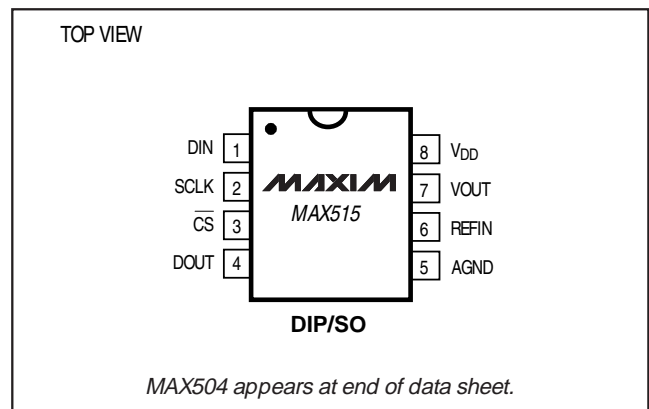 TOP VIEW
DIN 1
SCLK 2
C̅S̅ 3
DOUT 4
MAXIM
MAX515
8 VDD
7 VOUT
6 REFIN
5 AGND
DIP/SO
MAX504 appears at end of data sheet.